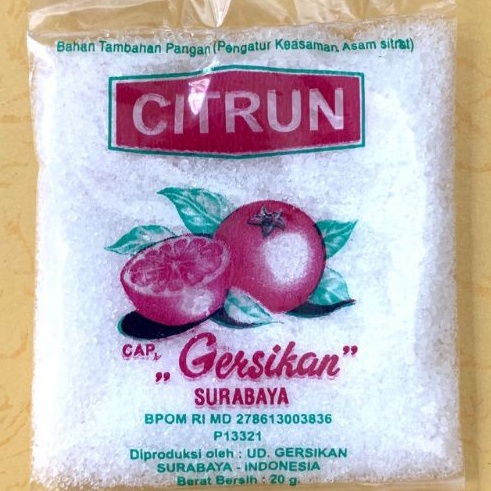 Bahan Tambahan Pangan (Pengatur Keasaman, Asam sitrat)
CITRUN
CAP „Gersikan”
SURABAYA
BPOM RI MD 278613003836
P13321
Diproduksi oleh : UD. GERSIKAN
SURABAYA - INDONESIA
Berat Bersih : 20 g.